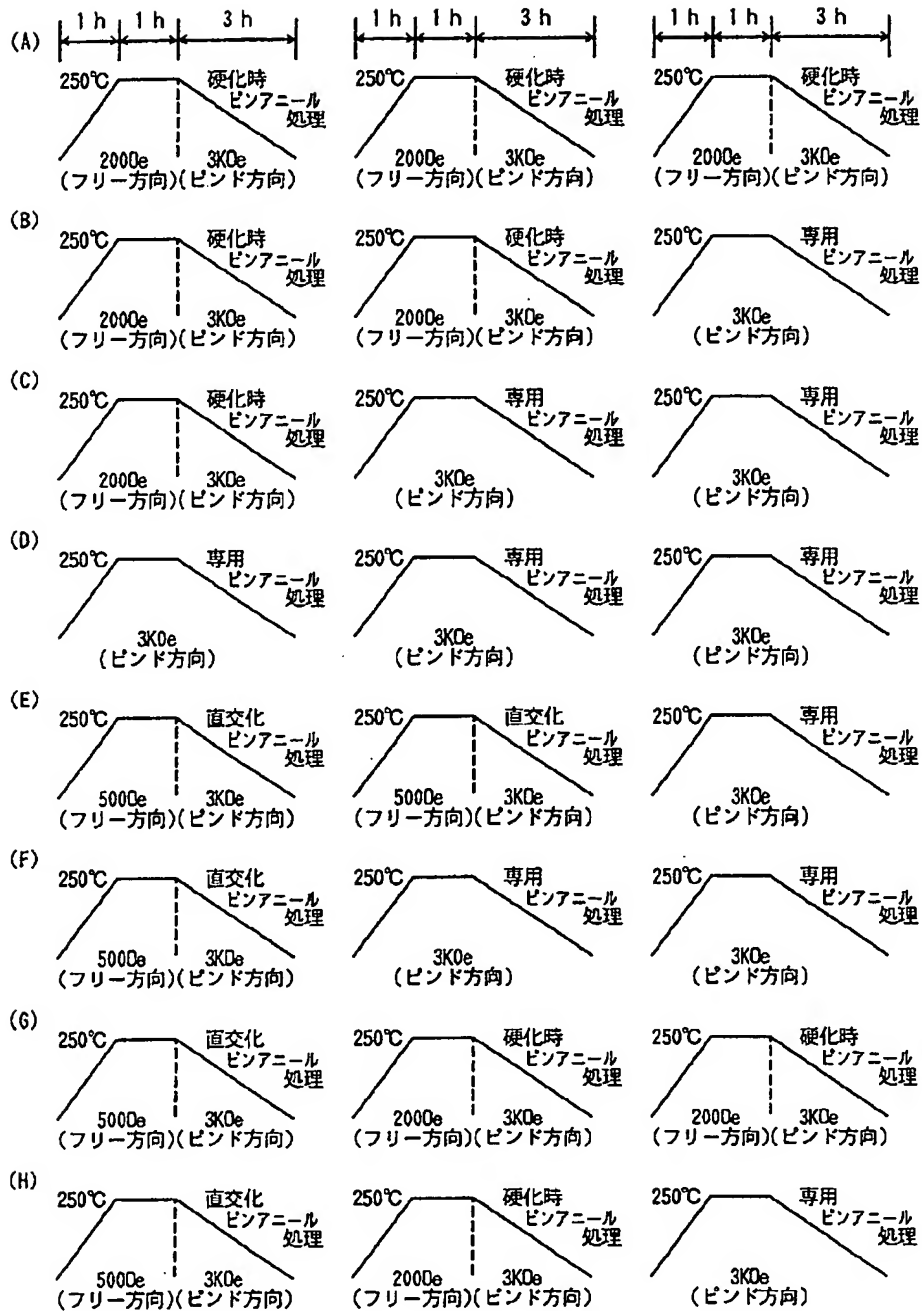 1 h 1 h 3 h 1 h 1 h 3 h 1 h 1 h 3 h
(A)
250℃ 硬化時 ピンアニール 処理 250℃ 硬化時 ピンアニール 処理 250℃ 硬化時 ピンアニール 処理
200Oe 3KOe 200Oe 3KOe 200Oe 3KOe
(フリー方向)(ピンド方向) (フリー方向)(ピンド方向) (フリー方向)(ピンド方向)
(B)
250℃ 硬化時 ピンアニール 処理 250℃ 硬化時 ピンアニール 処理 250℃ 専用 ピンアニール 処理
200Oe 3KOe 200Oe 3KOe 3KOe
(フリー方向)(ピンド方向) (フリー方向)(ピンド方向) (ピンド方向)
(C)
250℃ 硬化時 ピンアニール 処理 250℃ 専用 ピンアニール 処理 250℃ 専用 ピンアニール 処理
200Oe 3KOe 3KOe 3KOe
(フリー方向)(ピンド方向) (ピンド方向) (ピンド方向)
(D)
250℃ 専用 ピンアニール 処理 250℃ 専用 ピンアニール 処理 250℃ 専用 ピンアニール 処理
3KOe 3KOe 3KOe
(ピンド方向) (ピンド方向) (ピンド方向)
(E)
250℃ 直交化 ピンアニール 処理 250℃ 直交化 ピンアニール 処理 250℃ 専用 ピンアニール 処理
500Oe 3KOe 500Oe 3KOe 3KOe
(フリー方向)(ピンド方向) (フリー方向)(ピンド方向) (ピンド方向)
(F)
250℃ 直交化 ピンアニール 処理 250℃ 専用 ピンアニール 処理 250℃ 専用 ピンアニール 処理
500Oe 3KOe 3KOe 3KOe
(フリー方向)(ピンド方向) (ピンド方向) (ピンド方向)
(G)
250℃ 直交化 ピンアニール 処理 250℃ 硬化時 ピンアニール 処理 250℃ 硬化時 ピンアニール 処理
500Oe 3KOe 200Oe 3KOe 200Oe 3KOe
(フリー方向)(ピンド方向) (フリー方向)(ピンド方向) (フリー方向)(ピンド方向)
(H)
250℃ 直交化 ピンアニール 処理 250℃ 硬化時 ピンアニール 処理 250℃ 専用 ピンアニール 処理
500Oe 3KOe 200Oe 3KOe 3KOe
(フリー方向)(ピンド方向) (フリー方向)(ピンド方向) (ピンド方向)